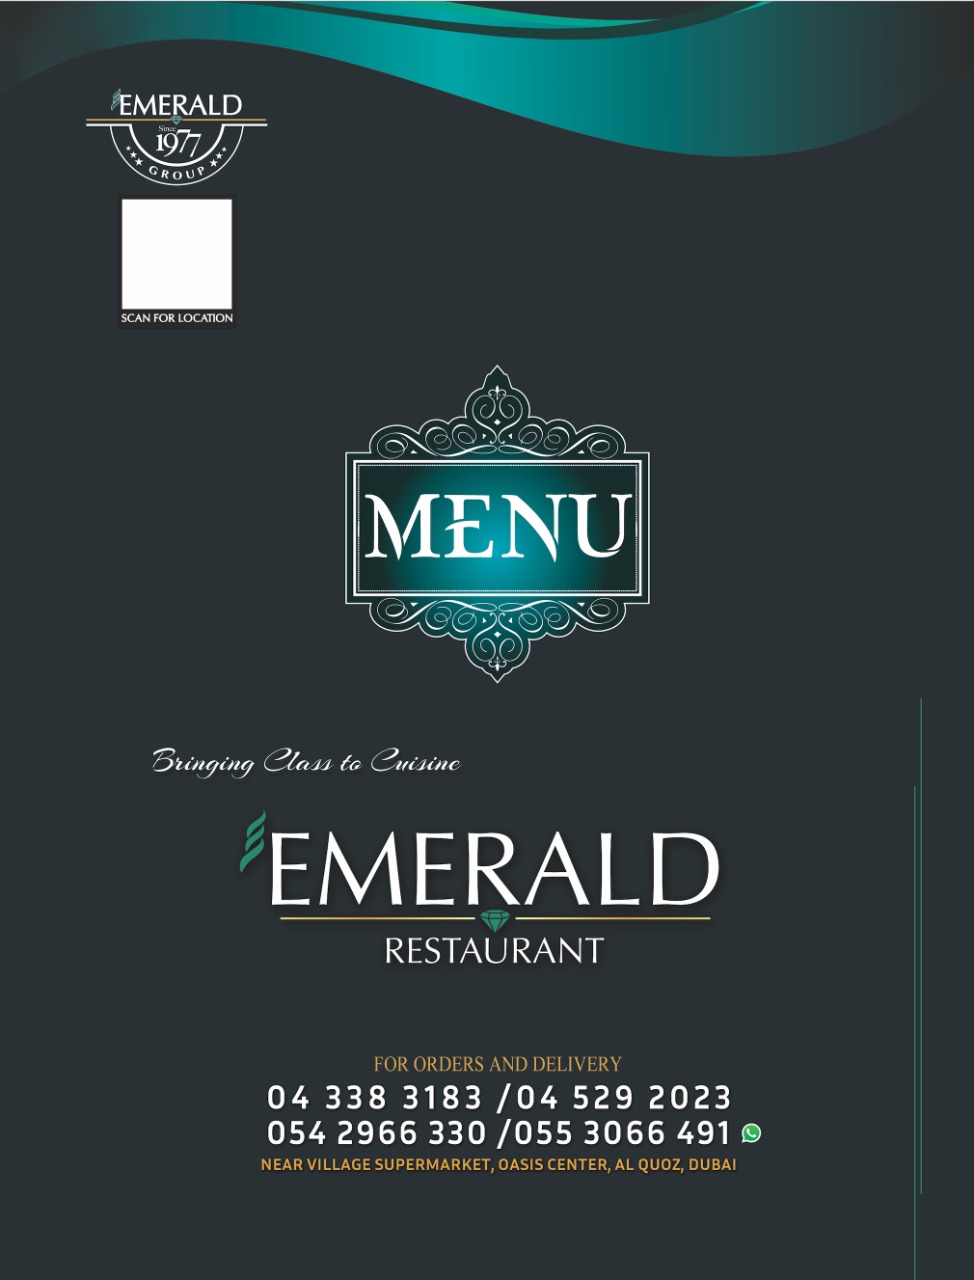 EMERALD
Since
1977
GROUP
SCAN FOR LOCATION
MENU
Bringing Class to Cuisine
EMERALD
RESTAURANT
FOR ORDERS AND DELIVERY
04 338 3183 /04 529 2023
054 2966 330 /055 3066 491
NEAR VILLAGE SUPERMARKET, OASIS CENTER, AL QUOZ, DUBAI